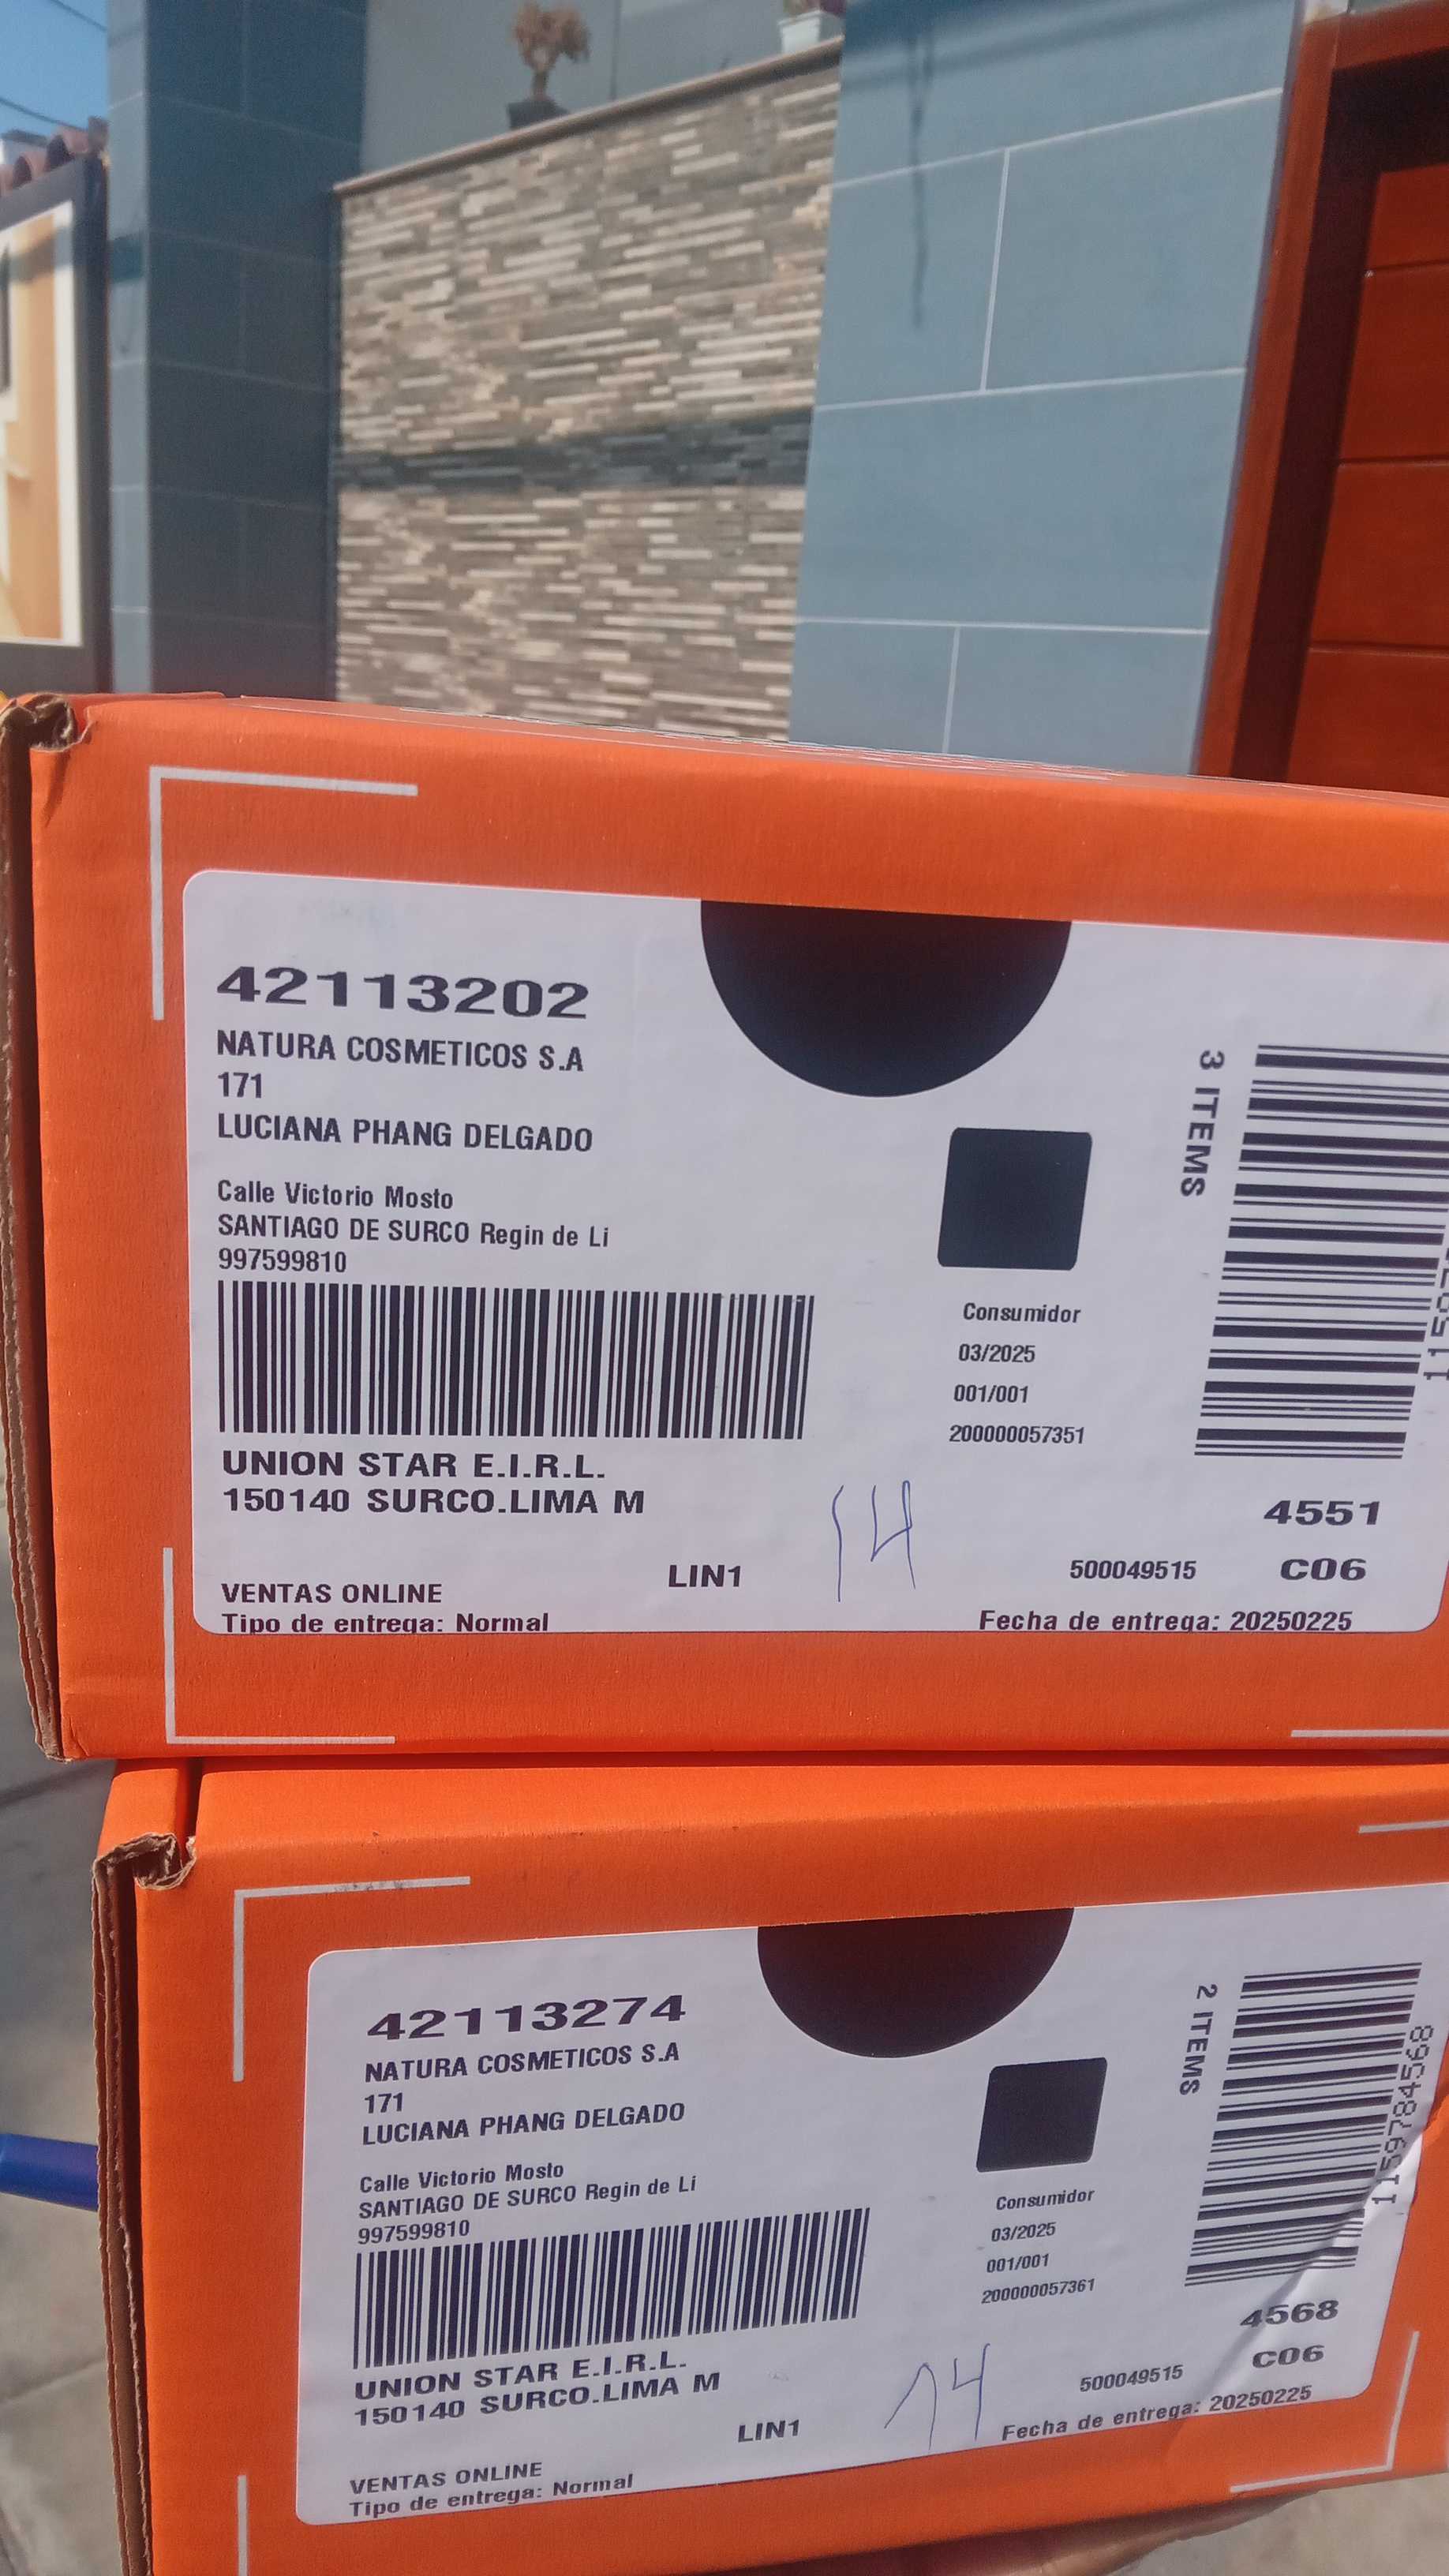 42113202
NATURA COSMETICOS S.A
171
LUCIANA PHANG DELGADO
Calle Victorio Mosto
SANTIAGO DE SURCO Regin de Li
997599810
UNION STAR E.I.R.L.
150140 SURCO.LIMA M
LIN1
VENTAS ONLINE
Tipo de entrega: Normal
14
3 ITEMS
Consumidor
03/2025
001/001
200000057351
4551
500049515
C06
Fecha de entrega: 20250225
42113274
NATURA COSMETICOS S.A
171
LUCIANA PHANG DELGADO
Calle Victorio Mosto
SANTIAGO DE SURCO Regin de Li
997599810
UNION STAR E.I.R.L.
150140 SURCO.LIMA M
LIN1
VENTAS ONLINE
Tipo de entrega: Normal
14
2 ITEMS
1159784568
Consumidor
03/2025
001/001
200000057361
4568
500049515
C06
Fecha de entrega: 20250225